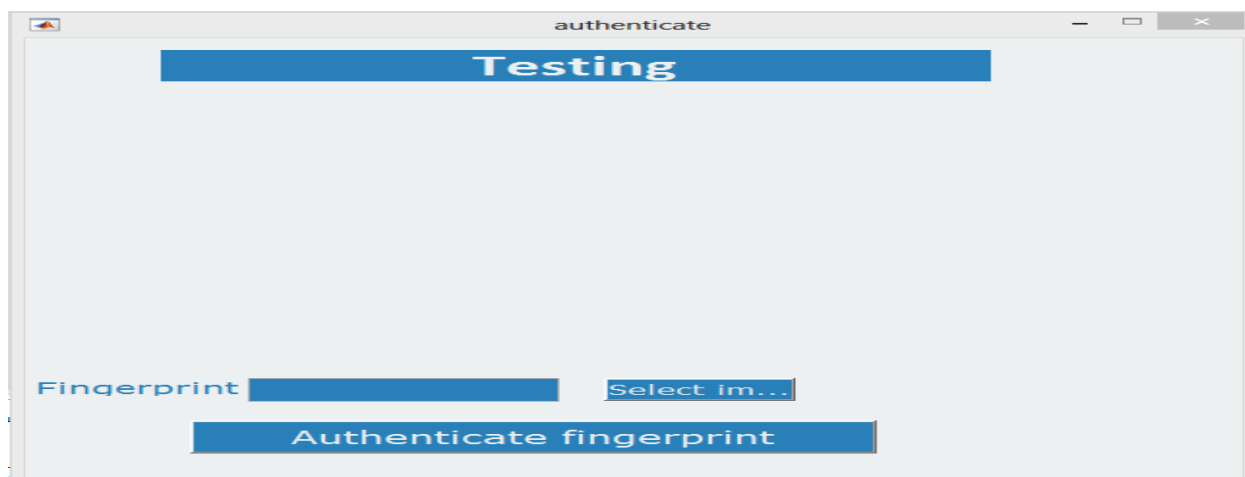 authenticate
Testing
Fingerprint
Select im...
Authenticate fingerprint